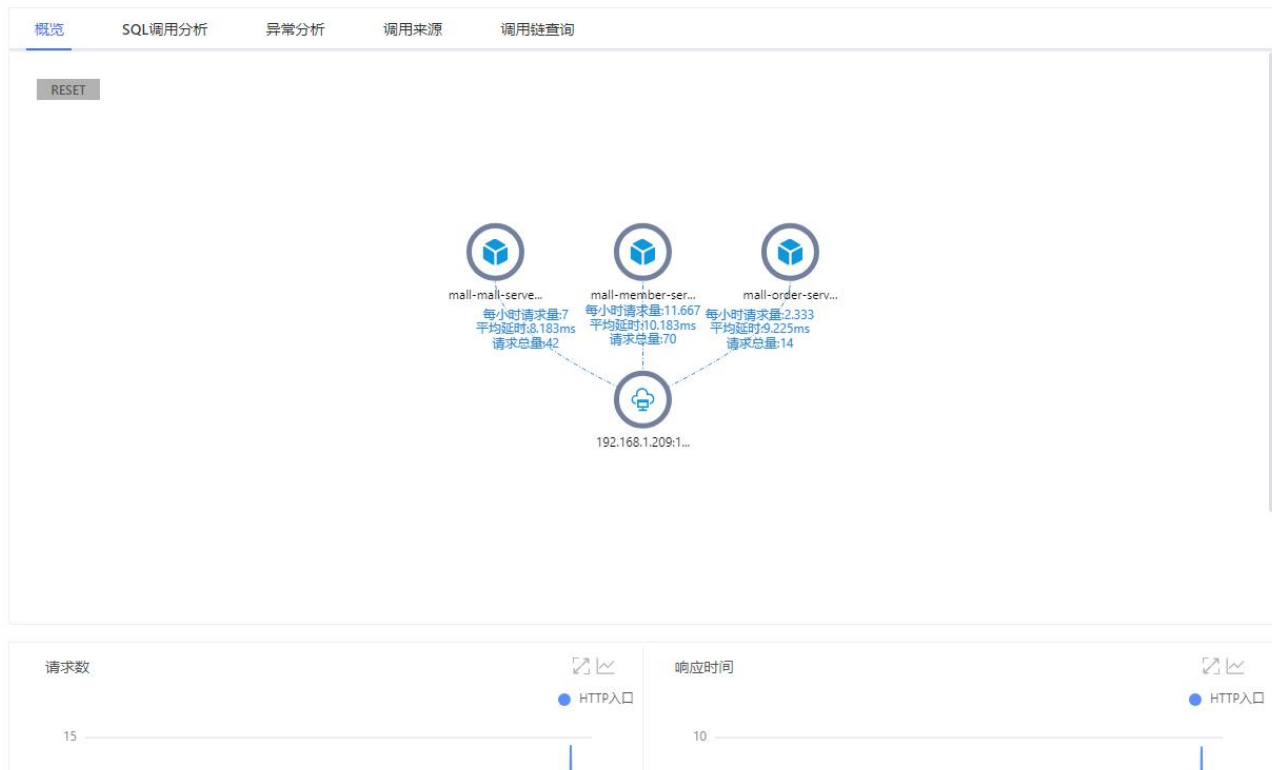 概览
SQL调用分析
异常分析
调用来源
调用链查询
RESET
mall-mall-serve...
mall-member-ser...
mall-order-serv...
每小时请求量:7
平均延时:8.183ms
请求总量:42
每小时请求量:11.667
平均延时:10.183ms
请求总量:70
每小时请求量:2.333
平均延时:9.225ms
请求总量:14
192.168.1.209:1...
请求数
HTTP入口
15
响应时间
HTTP入口
10